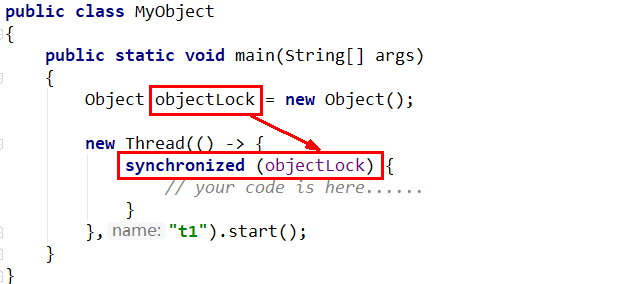 public class MyObject
{
    public static void main(String[] args)
    {
        Object objectLock = new Object();
        new Thread(() -> {
            synchronized (objectLock) {
                // your code is here......
            }
        }, name: "t1").start();
    }
}